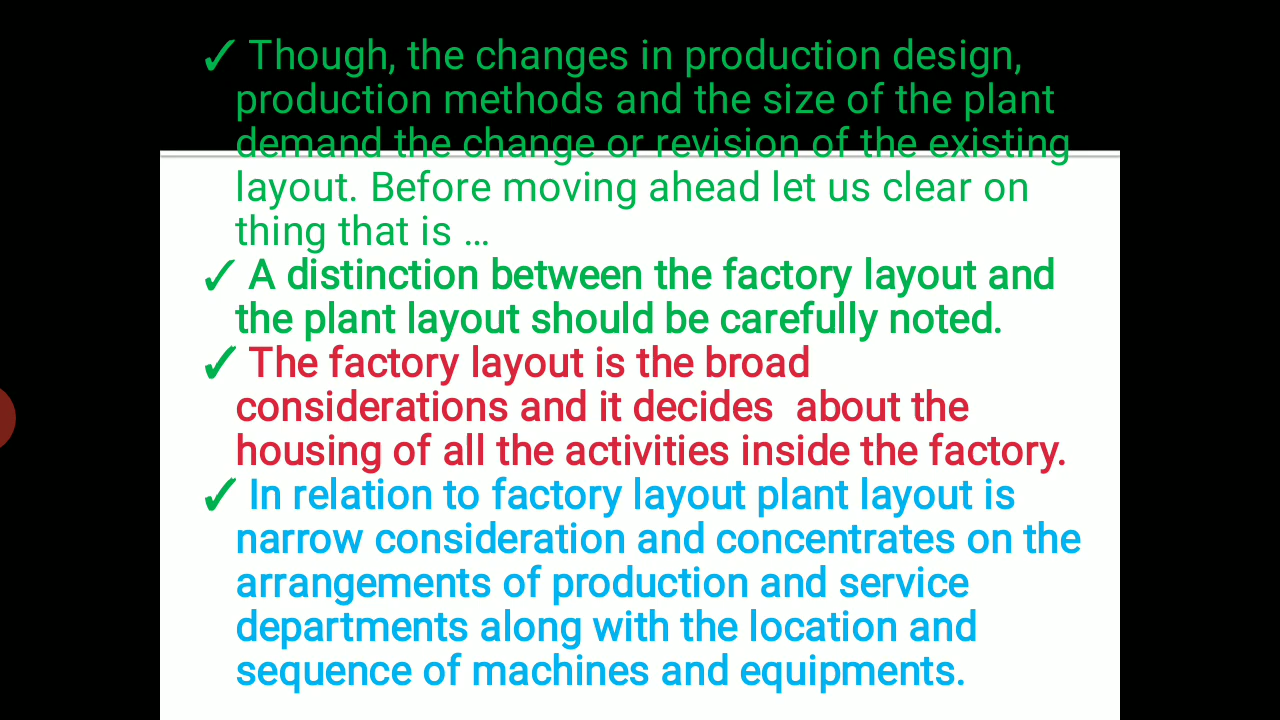 ✓ Though, the changes in production design,
production methods and the size of the plant
demand the change or revision of the existing
layout. Before moving ahead let us clear on
thing that is ...
✓ A distinction between the factory layout and
the plant layout should be carefully noted.
✓ The factory layout is the broad
considerations and it decides  about the
housing of all the activities inside the factory.
✓ In relation to factory layout plant layout is
narrow consideration and concentrates on the
arrangements of production and service
departments along with the location and
sequence of machines and equipments.